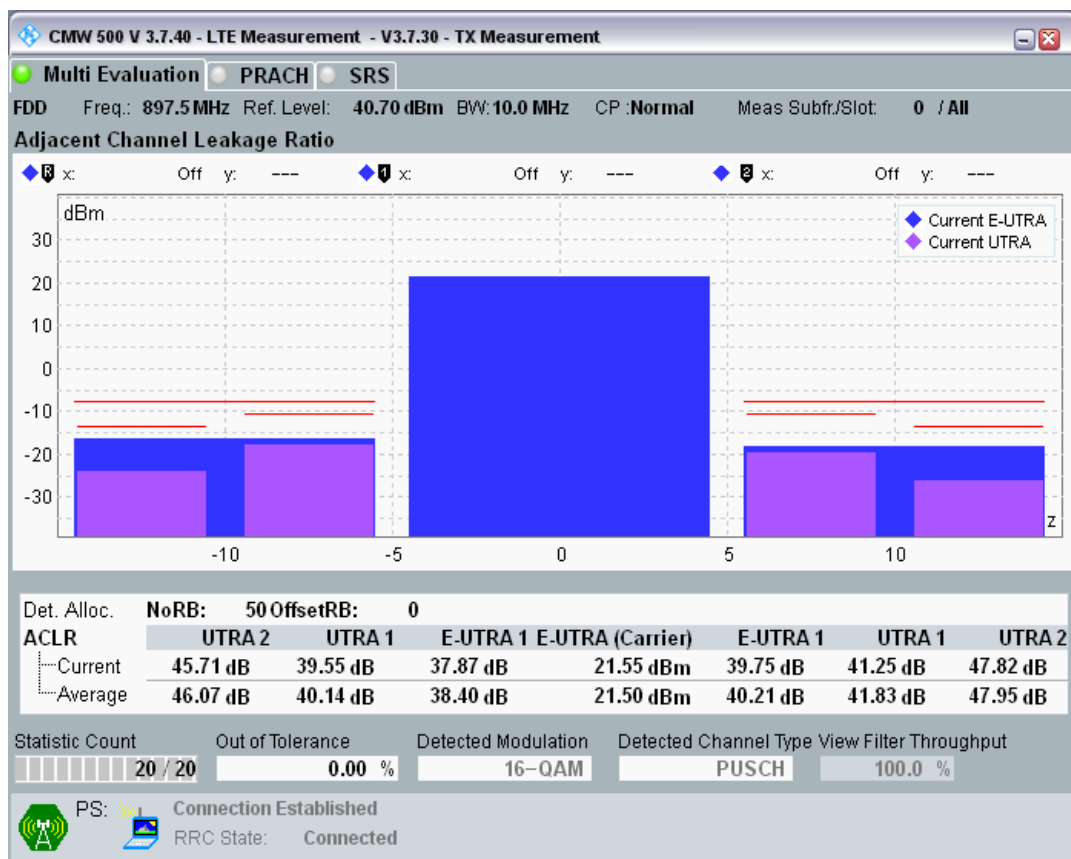 CMW 500 V 3.7.40 - LTE Measurement - V3.7.30 - TX Measurement
Multi Evaluation PRACH SRS
FDD Freq.: 897.5 MHz Ref. Level: 40.70 dBm BW: 10.0 MHz CP :Normal Meas Subfr./Slot: 0 / All
Adjacent Channel Leakage Ratio
R x: Off y: --- 1 x: Off y: --- 2 x: Off y: ---
dBm
Current E-UTRA
Current UTRA
30
20
10
0
-10
-20
-30
z
-10 -5 0 5 10
Det. Alloc. NoRB: 50 OffsetRB: 0
ACLR UTRA 2 UTRA 1 E-UTRA 1 E-UTRA (Carrier) E-UTRA 1 UTRA 1 UTRA 2
Current 45.71 dB 39.55 dB 37.87 dB 21.55 dBm 39.75 dB 41.25 dB 47.82 dB
Average 46.07 dB 40.14 dB 38.40 dB 21.50 dBm 40.21 dB 41.83 dB 47.95 dB
Statistic Count Out of Tolerance Detected Modulation Detected Channel Type View Filter Throughput
20 / 20 0.00 % 16-QAM PUSCH 100.0 %
PS: Connection Established
RRC State: Connected